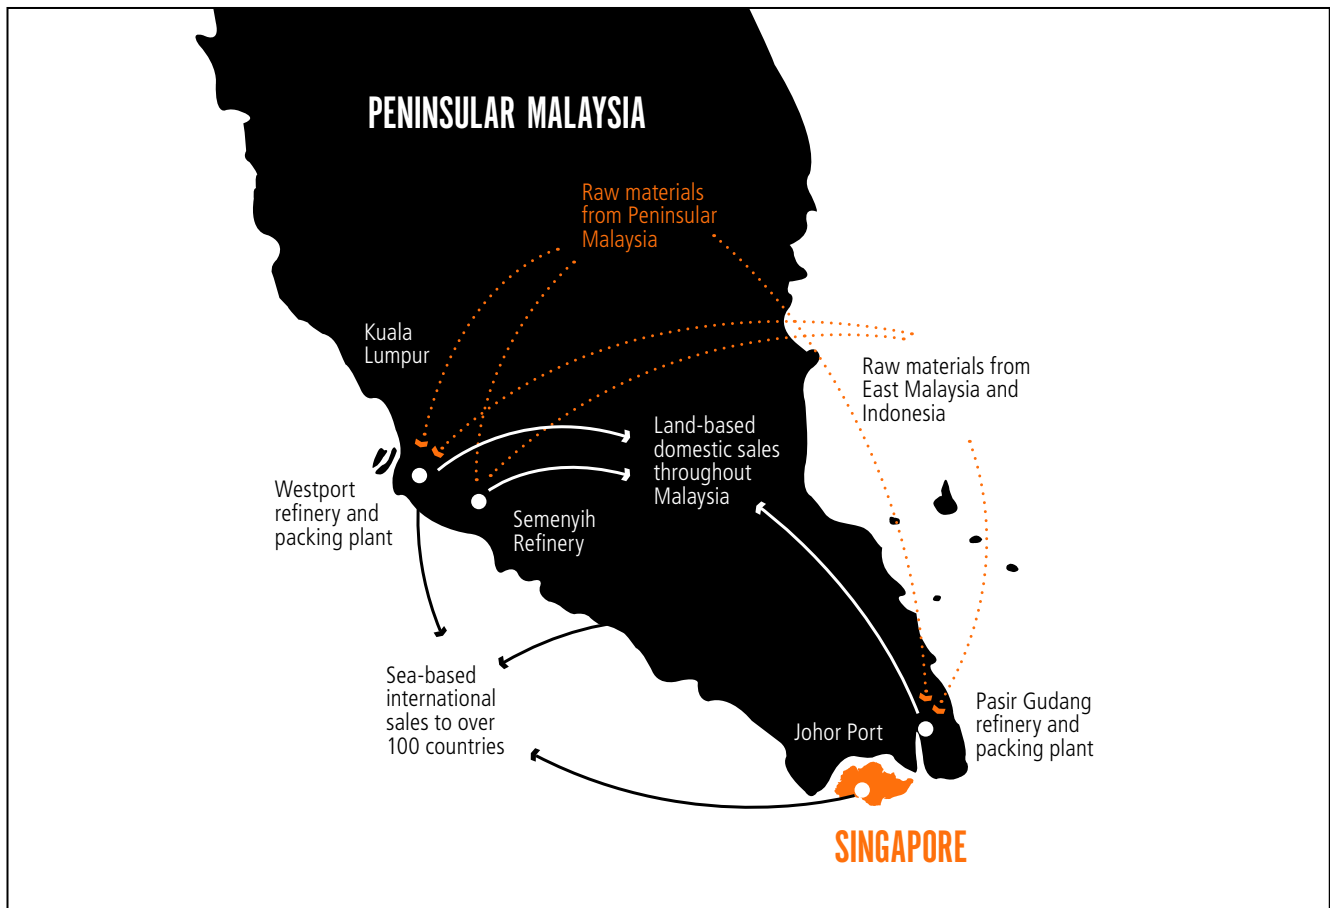 PENINSULAR MALAYSIA
Raw materials
from Peninsular
Malaysia
Kuala
Lumpur
Raw materials from
East Malaysia and
Indonesia
Land-based
domestic sales
throughout
Malaysia
Westport
refinery and
packing plant
Semenyih
Refinery
Sea-based
international
sales to over
100 countries
Johor Port
Pasir Gudang
refinery and
packing plant
SINGAPORE